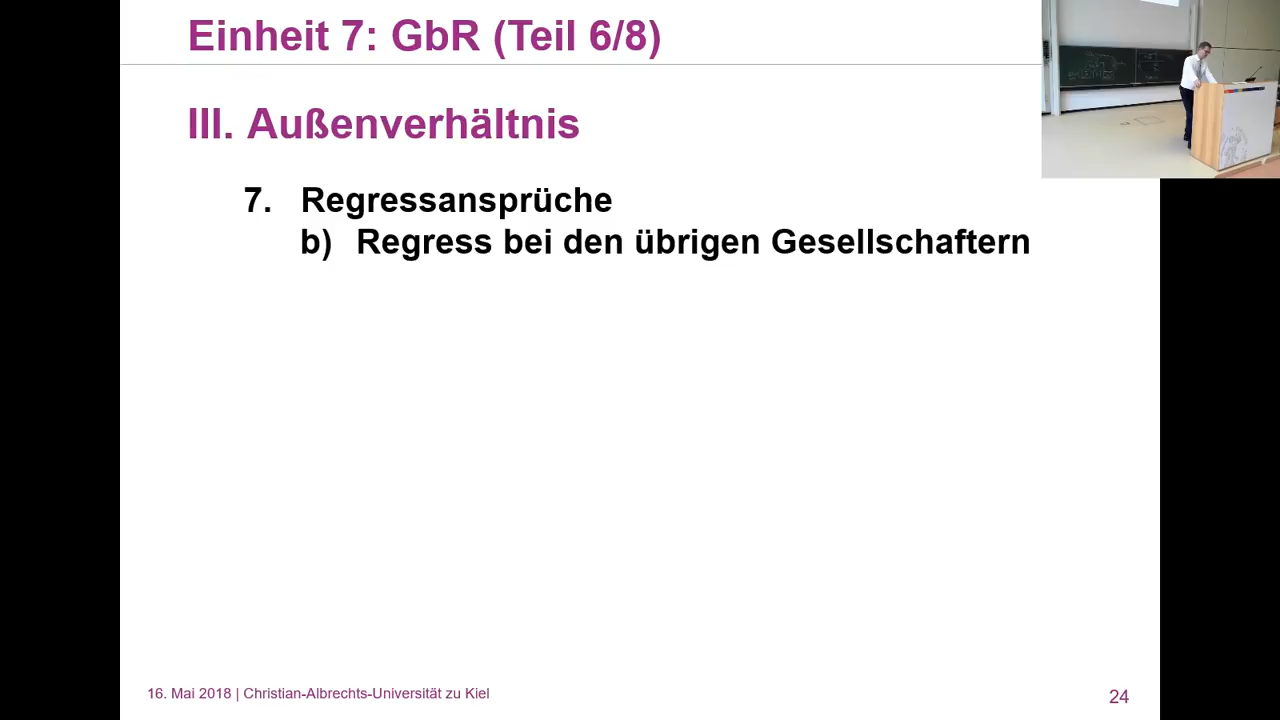 Einheit 7: GbR (Teil 6/8)
III. Außenverhältnis
7. Regressansprüche
b) Regress bei den übrigen Gesellschaftern
16. Mai 2018 | Christian-Albrechts-Universität zu Kiel
24